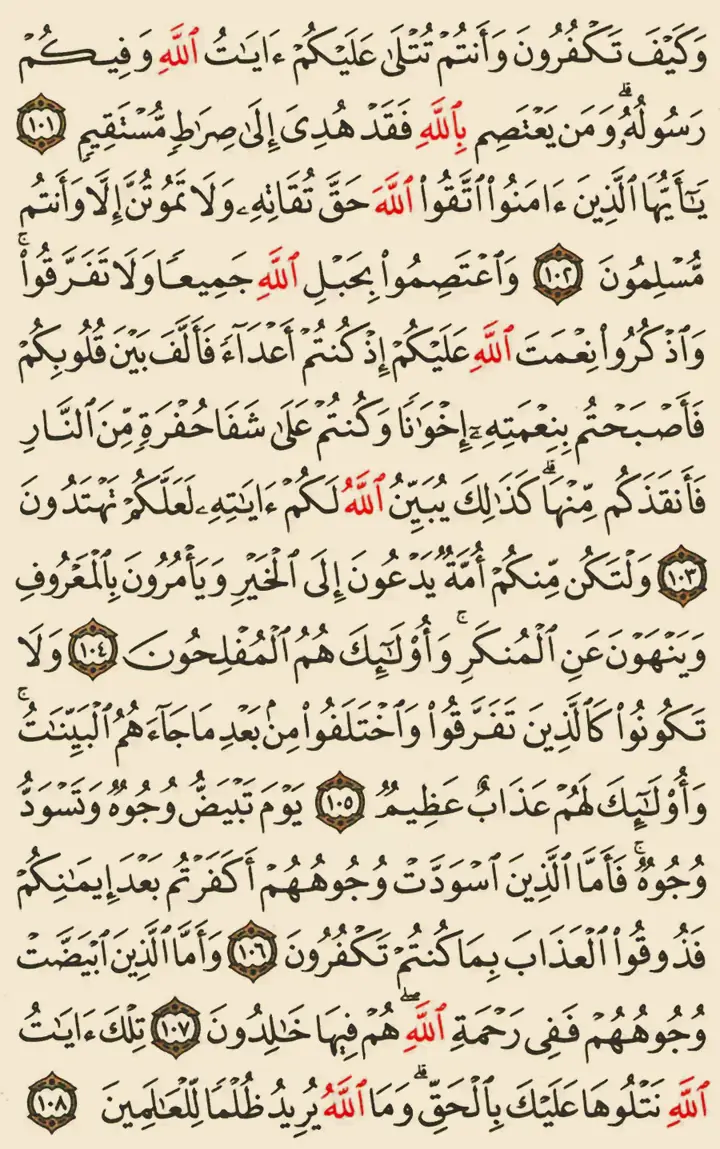 وَكَيْفَ تَكْفُرُونَ وَأَنتُمْ تُتْلَىٰ عَلَيْكُمْ ءَايَٰتُ ٱللَّهِ وَفِيكُمْ
رَسُولُهُۥ ۗ وَمَن يَعْتَصِم بِٱللَّهِ فَقَدْ هُدِىَ إِلَىٰ صِرَٰطٍ مُّسْتَقِيمٍ ١٠١
يَٰٓأَيُّهَا ٱلَّذِينَ ءَامَنُوا۟ ٱتَّقُوا۟ ٱللَّهَ حَقَّ تُقَاتِهِۦ وَلَا تَمُوتُنَّ إِلَّا وَأَنتُم
مُّسْلِمُونَ ١٠٢ وَٱعْتَصِمُوا۟ بِحَبْلِ ٱللَّهِ جَمِيعًا وَلَا تَفَرَّقُوا۟ ۚ
وَٱذْكُرُوا۟ نِعْمَتَ ٱللَّهِ عَلَيْكُمْ إِذْ كُنتُمْ أَعْدَآءً فَأَلَّفَ بَيْنَ قُلُوبِكُمْ
فَأَصْبَحْتُم بِنِعْمَتِهِۦٓ إِخْوَٰنًا وَكُنتُمْ عَلَىٰ شَفَا حُفْرَةٍ مِّنَ ٱلنَّارِ
فَأَنقَذَكُم مِّنْهَا ۗ كَذَٰلِكَ يُبَيِّنُ ٱللَّهُ لَكُمْ ءَايَٰتِهِۦ لَعَلَّكُمْ تَهْتَدُونَ
١٠٣ وَلْتَكُن مِّنكُمْ أُمَّةٌ يَدْعُونَ إِلَى ٱلْخَيْرِ وَيَأْمُرُونَ بِٱلْمَعْرُوفِ
وَيَنْهَوْنَ عَنِ ٱلْمُنكَرِ ۚ وَأُو۟لَٰٓئِكَ هُمُ ٱلْمُفْلِحُونَ ١٠٤ وَلَا
تَكُونُوا۟ كَٱلَّذِينَ تَفَرَّقُوا۟ وَٱخْتَلَفُوا۟ مِنۢ بَعْدِ مَا جَآءَهُمُ ٱلْبَيِّنَٰتُ ۚ
وَأُو۟لَٰٓئِكَ لَهُمْ عَذَابٌ عَظِيمٌ ١٠٥ يَوْمَ تَبْيَضُّ وُجُوهٌ وَتَسْوَدُّ
وُجُوهٌ ۚ فَأَمَّا ٱلَّذِينَ ٱسْوَدَّتْ وُجُوهُهُمْ أَكَفَرْتُم بَعْدَ إِيمَٰنِكُمْ
فَذُوقُوا۟ ٱلْعَذَابَ بِمَا كُنتُمْ تَكْفُرُونَ ١٠٦ وَأَمَّا ٱلَّذِينَ ٱبْيَضَّتْ
وُجُوهُهُمْ فَفِى رَحْمَةِ ٱللَّهِ ۖ هُمْ فِيهَا خَٰلِدُونَ ١٠٧ تِلْكَ ءَايَٰتُ
ٱللَّهِ نَتْلُوهَا عَلَيْكَ بِٱلْحَقِّ ۗ وَمَا ٱللَّهُ يُرِيدُ ظُلْمًا لِّلْعَٰلَمِينَ ١٠٨